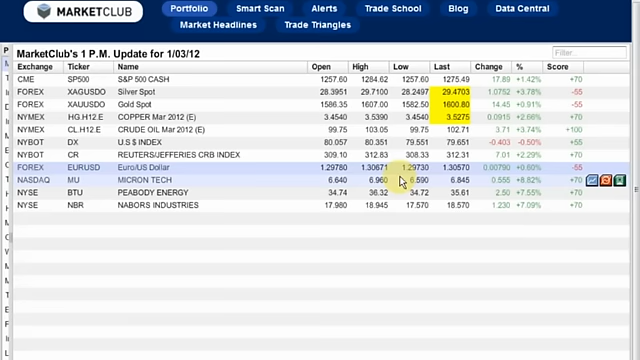 MARKETCLUB
Portfolio Smart Scan Alerts Trade School Blog Data Central
Market Headlines Trade Triangles
MarketClub's 1 P.M. Update for 1/03/12
Filter...
Exchange Ticker Name Open High Low Last Change % Score
CME SP500 S&P 500 CASH 1257.60 1284.62 1257.60 1275.49 17.89 +1.42% +70
FOREX XAGUSDO Silver Spot 28.3951 29.7100 28.2497 29.4703 1.0752 +3.78% -55
FOREX XAUUSDO Gold Spot 1586.35 1607.00 1582.50 1600.80 14.45 +0.91% -55
NYMEX HG.H12.E COPPER Mar 2012 (E) 3.4540 3.5390 3.4540 3.5275 0.0915 +2.66% +70
NYMEX CL.H12.E CRUDE OIL Mar 2012 (E) 99.75 103.05 99.75 102.71 3.71 +3.74% +100
NYBOT DX U.S $ INDEX 80.057 80.351 79.551 79.651 -0.403 -0.50% +55
NYBOT CR REUTERS/JEFFERIES CRB INDEX 309.10 312.83 308.33 312.31 7.01 +2.29% +70
FOREX EURUSD Euro/US Dollar 1.29780 1.30671 1.29730 1.30570 0.00790 +0.60% -55
NASDAQ MU MICRON TECH 6.640 6.960 6.590 6.845 0.555 +8.82% +70
NYSE BTU PEABODY ENERGY 34.74 36.32 34.72 35.61 2.50 +7.55% +70
NYSE NBR NABORS INDUSTRIES 17.980 18.945 17.570 18.570 1.230 +7.09% +70